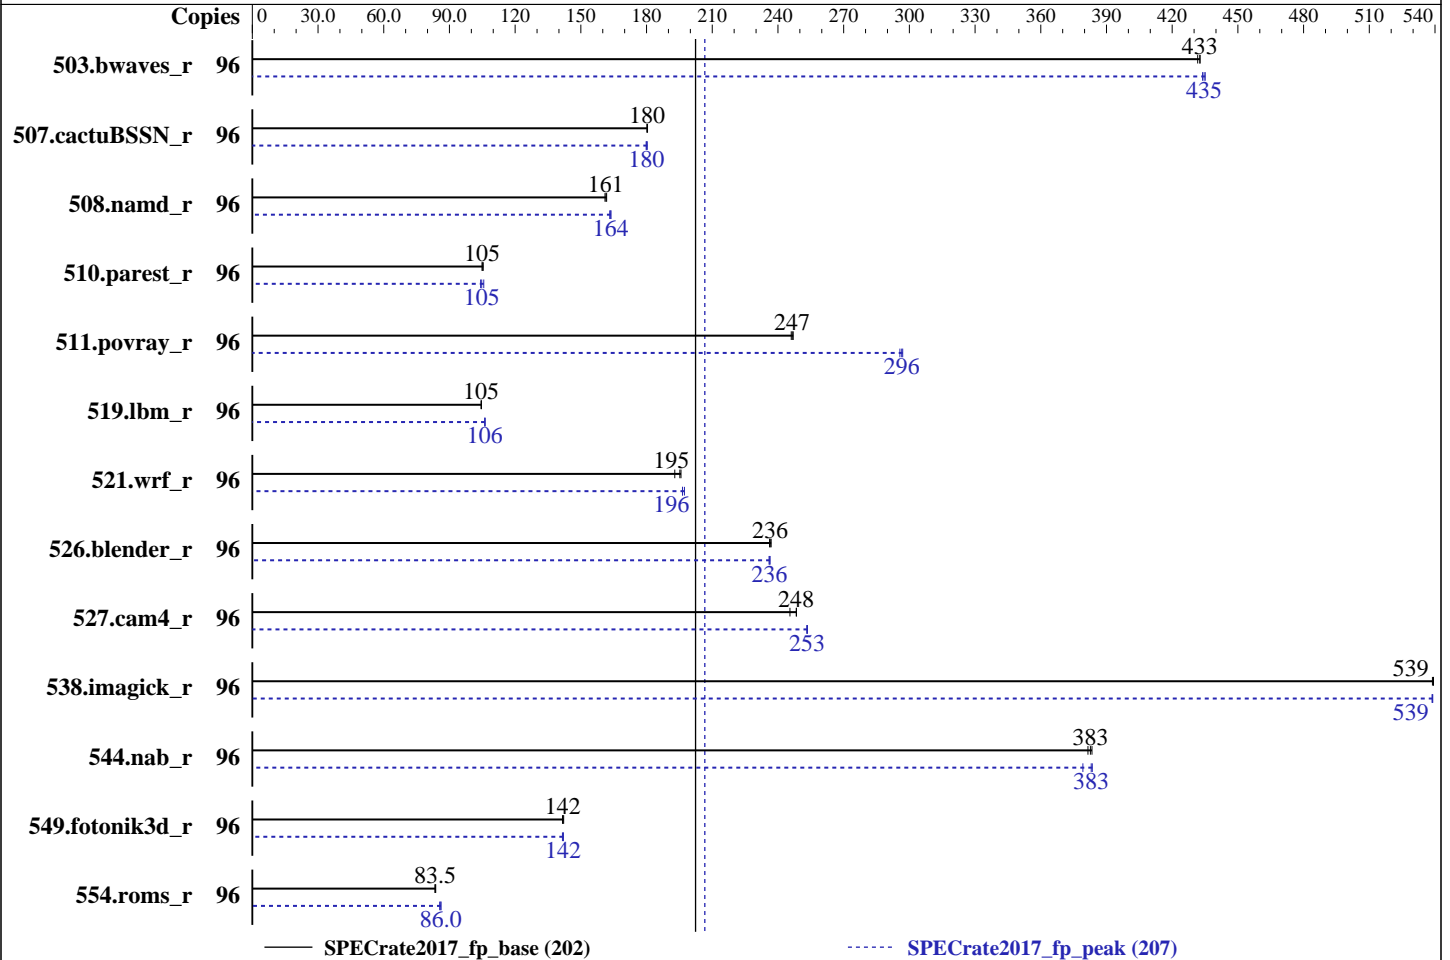 Copies 0 30.0 60.0 90.0 120 150 180 210 240 270 300 330 360 390 420 450 480 510 540
433
503.bwaves_r 96
435
180
507.cactuBSSN_r 96
180
161
508.namd_r 96
164
105
510.parest_r 96
105
247
511.povray_r 96
296
105
519.lbm_r 96
106
195
521.wrf_r 96
196
236
526.blender_r 96
236
248
527.cam4_r 96
253
539
538.imagick_r 96
539
383
544.nab_r 96
383
142
549.fotonik3d_r 96
142
83.5
554.roms_r 96
86.0
SPECrate2017_fp_base (202) SPECrate2017_fp_peak (207)